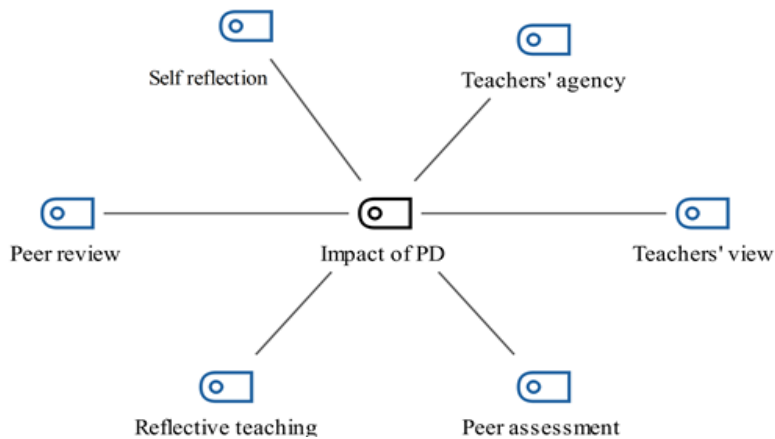 Self reflection
Teachers' agency
Peer review
Impact of PD
Teachers' view
Reflective teaching
Peer assessment